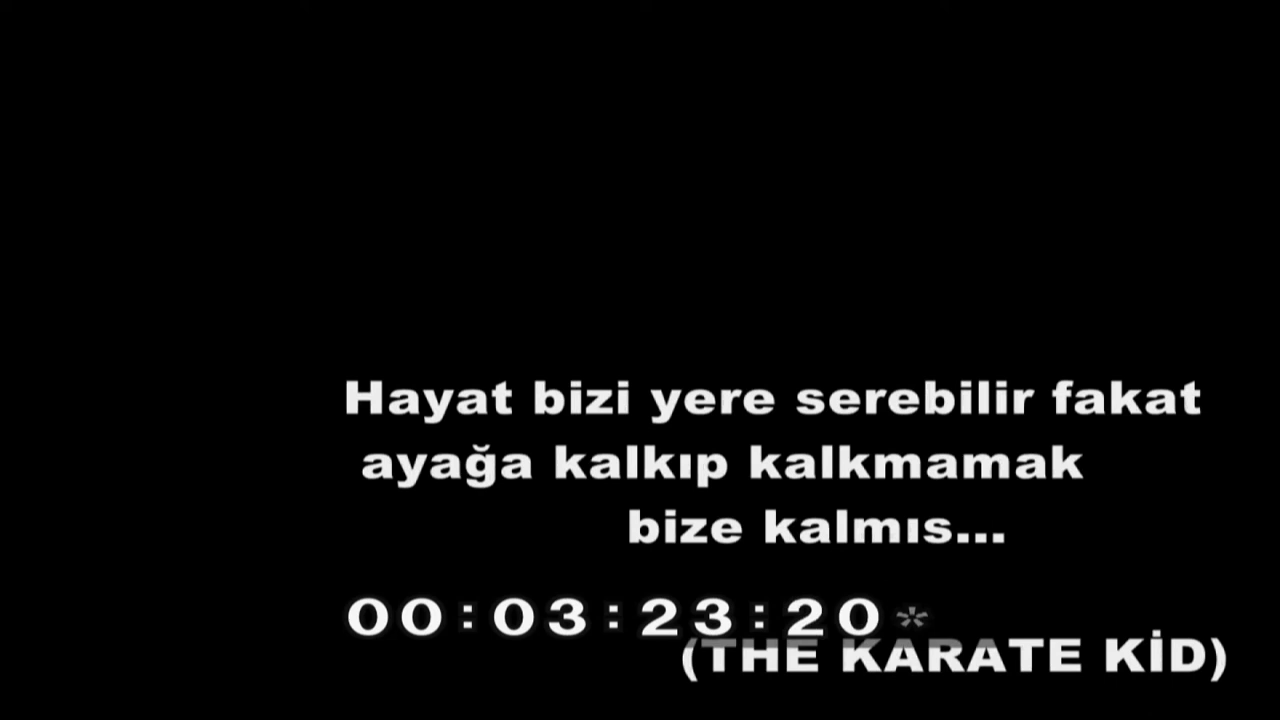 Hayat bizi yere serebilir fakat
ayağa kalkıp kalkmamak
bize kalmıs...
00:03:23:20*
(THE KARATE KİD)